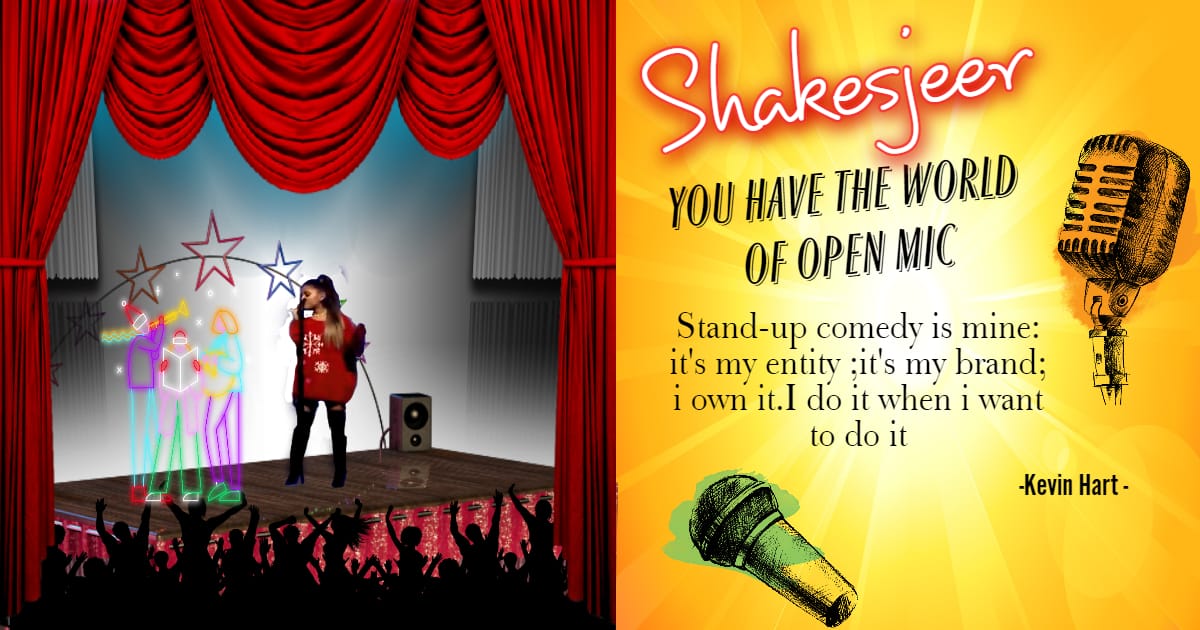 Shakesjeer
YOU HAVE THE WORLD
OF OPEN MIC
Stand-up comedy is mine:
it's my entity ;it's my brand;
i own it.I do it when i want
to do it
-Kevin Hart -